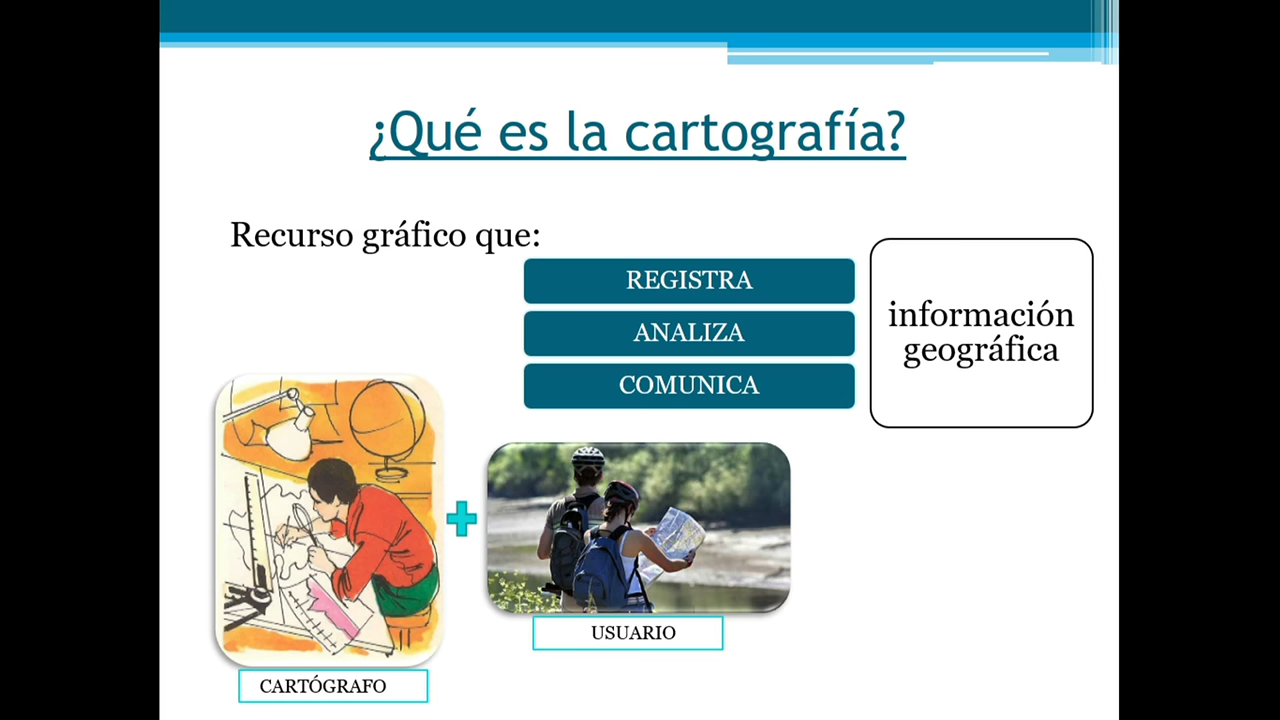 ¿Qué es la cartografía?
Recurso gráfico que:
REGISTRA
ANALIZA
COMUNICA
información
geográfica
USUARIO
CARTÓGRAFO